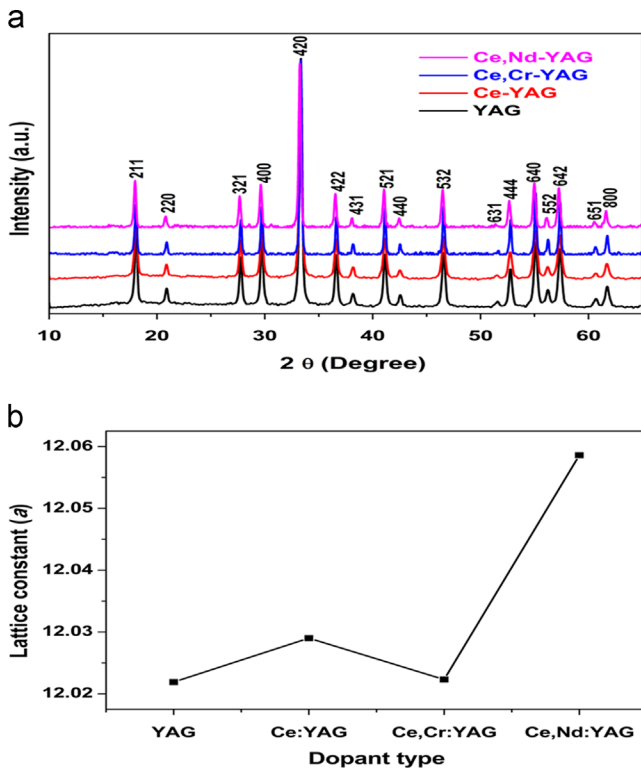 a
Intensity (a.u.)
Ce,Nd-YAG
Ce,Cr-YAG
Ce-YAG
YAG
211
220
321
400
420
422
431
521
440
532
631
444
640
552
642
651
800
10 20 30 40 50 60
2 θ (Degree)
b
Lattice constant (a)
12.06
12.05
12.04
12.03
12.02
YAG Ce:YAG Ce,Cr:YAG Ce,Nd:YAG
Dopant type